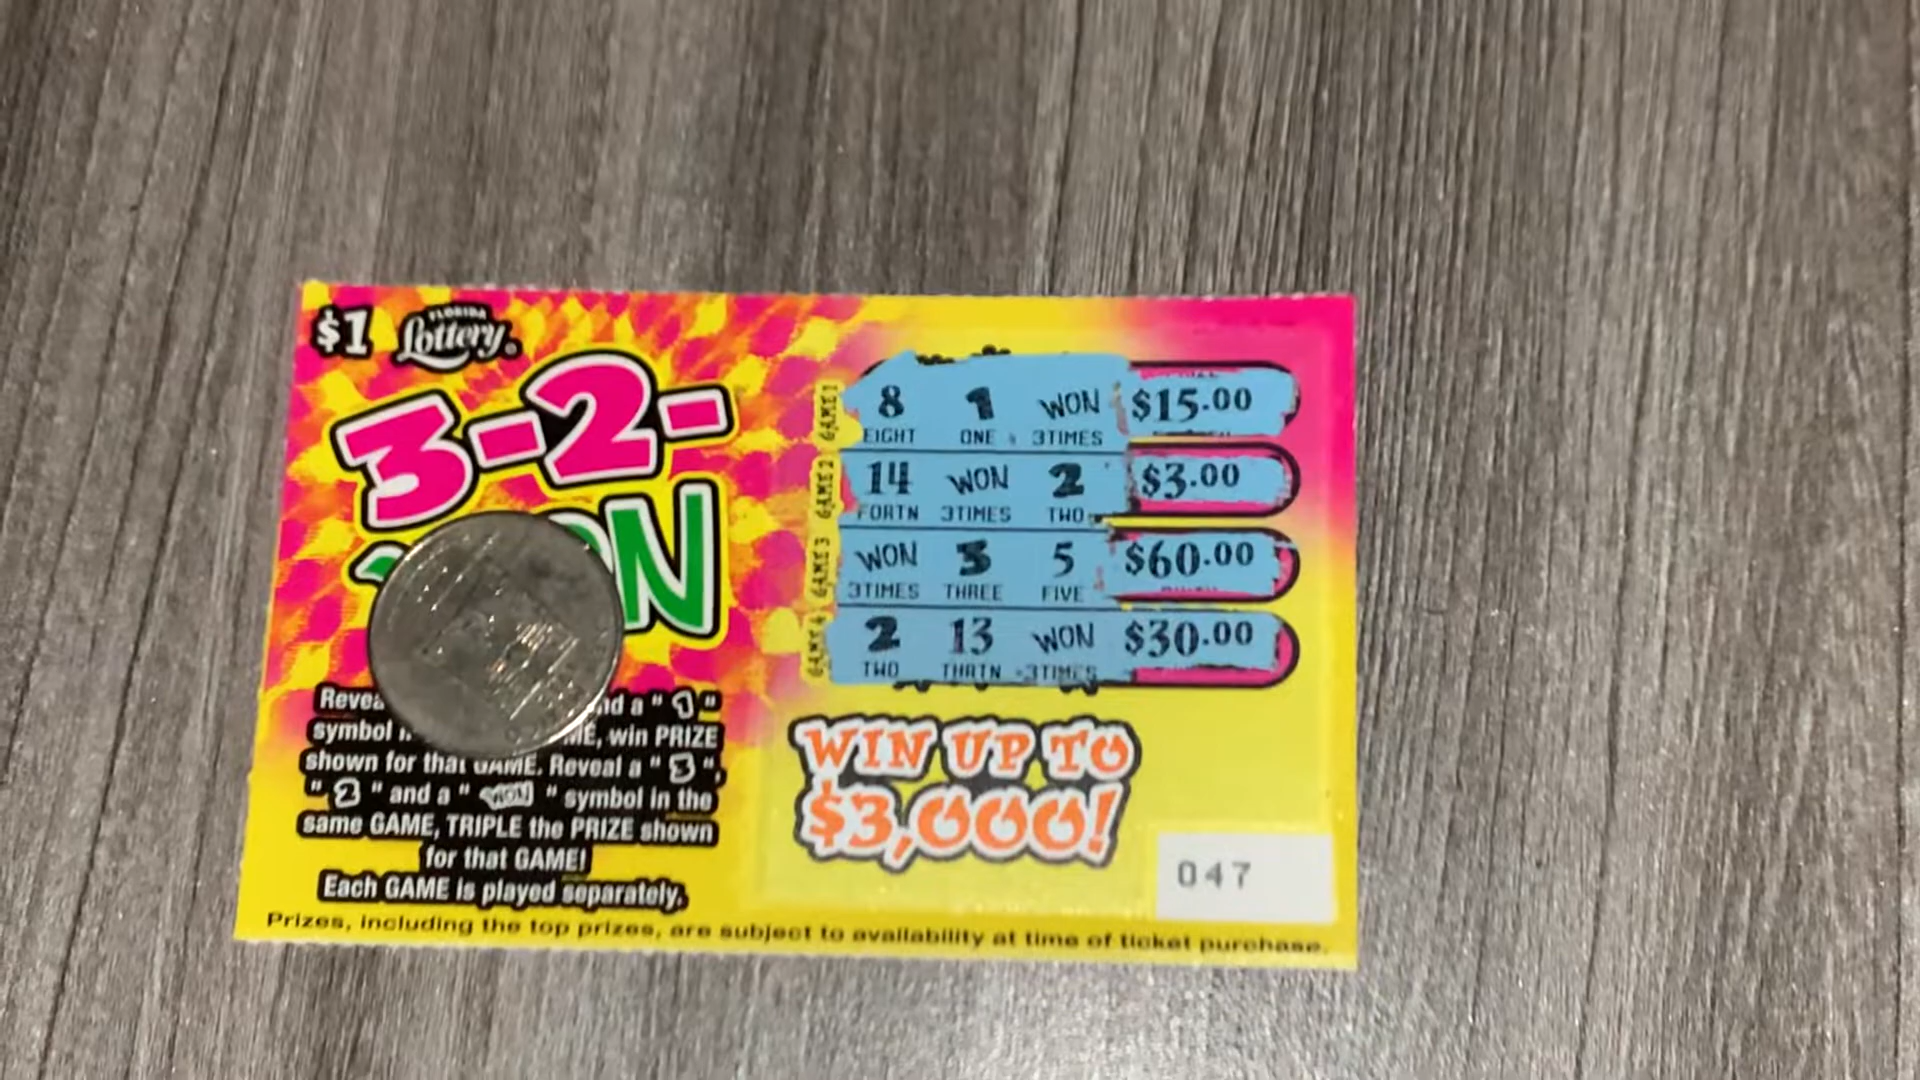 $1 FLORIDA Lottery
3-2-
GAME 1 8 1 WON $15.00
EIGHT ONE 3TIMES
GAME 2 14 WON 2 $3.00
FORTN 3TIMES TWO
GAME 3 WON 3 5 $60.00
3TIMES THREE FIVE
GAME 4 2 13 WON $30.00
TWO THRTN 3TIMES
a " 1 "
symbol win PRIZE
shown for that GAME. Reveal a " 3 ",
" 2 " and a " WON " symbol in the
same GAME, TRIPLE the PRIZE shown
for that GAME!
Each GAME is played separately.
WIN UP TO
$3,000!
047
Prizes, including the top prizes, are subject to availability at time of ticket purchase.